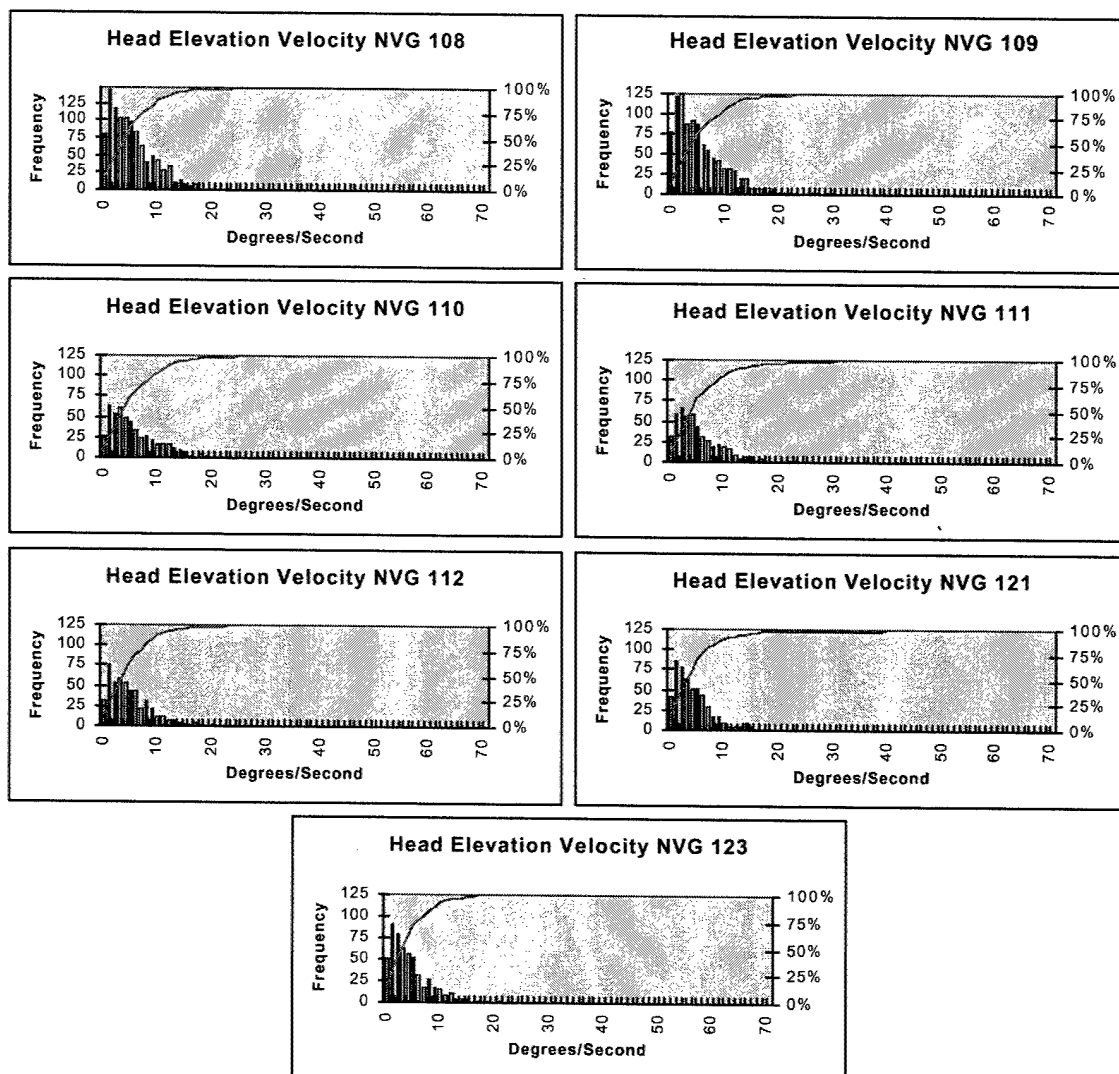 Head Elevation Velocity NVG 108
Frequency
125
100
75
50
25
0
100%
75%
50%
25%
0%
0 10 20 30 40 50 60 70
Degrees/Second
Head Elevation Velocity NVG 109
Frequency
125
100
75
50
25
0
100%
75%
50%
25%
0%
0 10 20 30 40 50 60 70
Degrees/Second
Head Elevation Velocity NVG 110
Frequency
125
100
75
50
25
0
100%
75%
50%
25%
0%
0 10 20 30 40 50 60 70
Degrees/Second
Head Elevation Velocity NVG 111
Frequency
125
100
75
50
25
0
100%
75%
50%
25%
0%
0 10 20 30 40 50 60 70
Degrees/Second
Head Elevation Velocity NVG 112
Frequency
125
100
75
50
25
0
100%
75%
50%
25%
0%
0 10 20 30 40 50 60 70
Degrees/Second
Head Elevation Velocity NVG 121
Frequency
125
100
75
50
25
0
100%
75%
50%
25%
0%
0 10 20 30 40 50 60 70
Degrees/Second
Head Elevation Velocity NVG 123
Frequency
125
100
75
50
25
0
100%
75%
50%
25%
0%
0 10 20 30 40 50 60 70
Degrees/Second